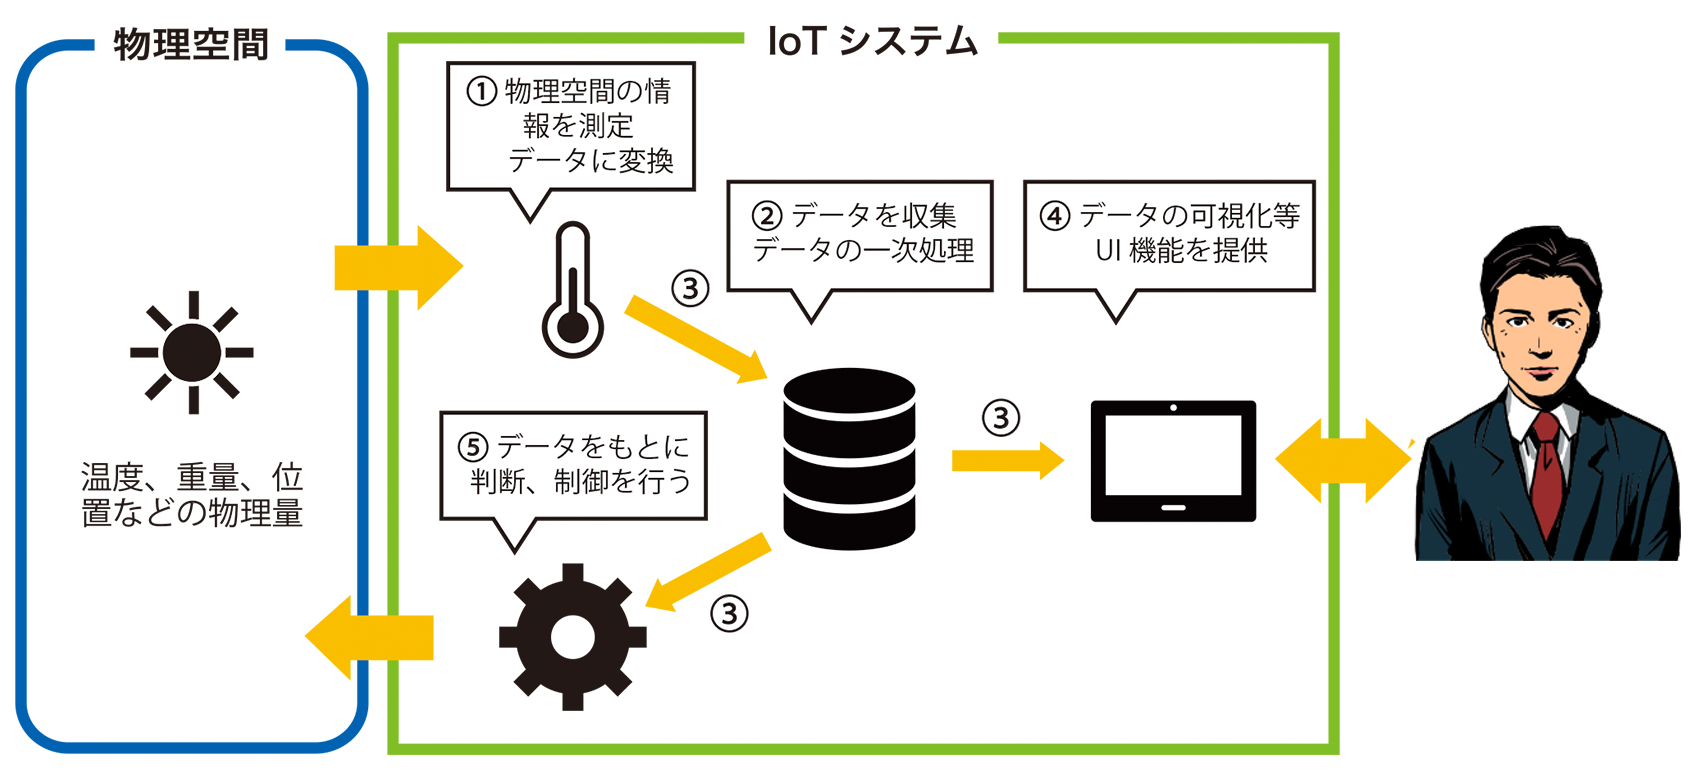 物理空間
IoT システム
① 物理空間の情
報を測定
データに変換
② データを収集
データの一次処理
④ データの可視化等
UI 機能を提供
③
③
⑤ データをもとに
判断、制御を行う
温度、重量、位
置などの物理量
③